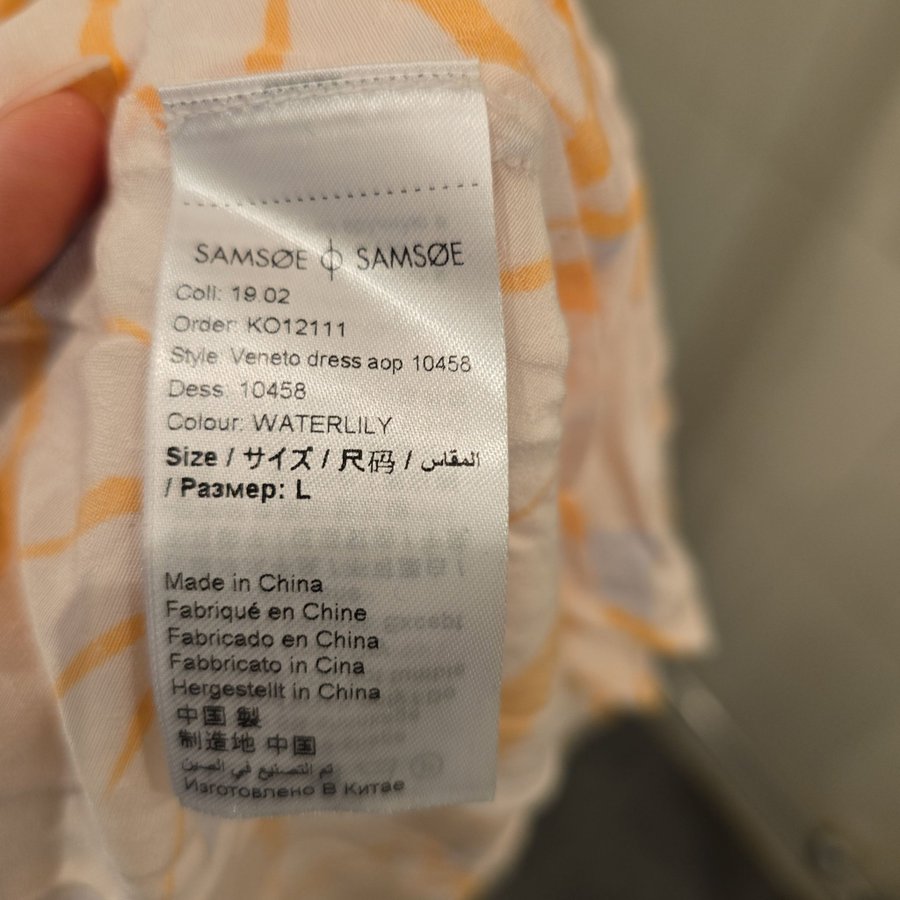 SAMSØE ϕ SAMSØE
Coll: 19.02
Order: KO12111
Style: Veneto dress aop 10458
Dess: 10458
Colour: WATERLILY
Size / サイズ / 尺码 / المقاس
/ Размер: L
Made in China
Fabriqué en Chine
Fabricado en China
Fabbricato in Cina
Hergestellt in China
中国 製
制造地 中国
تم التصنيع في الصين
Изготовлено В Китае